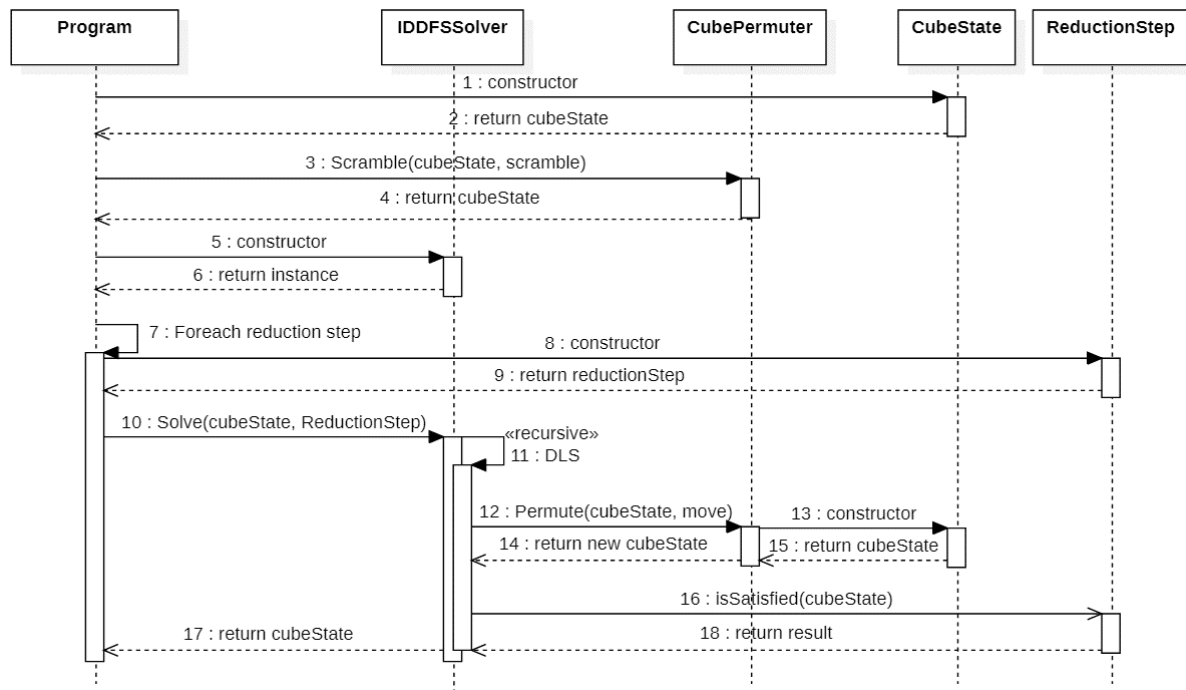 Program
IDDFSSolver
CubePermuter
CubeState
ReductionStep
1 : constructor
2 : return cubeState
3 : Scramble(cubeState, scramble)
4 : return cubeState
5 : constructor
6 : return instance
7 : Foreach reduction step
8 : constructor
9 : return reductionStep
10 : Solve(cubeState, ReductionStep)
«recursive»
11 : DLS
12 : Permute(cubeState, move)
13 : constructor
14 : return new cubeState
15 : return cubeState
16 : isSatisfied(cubeState)
17 : return cubeState
18 : return result